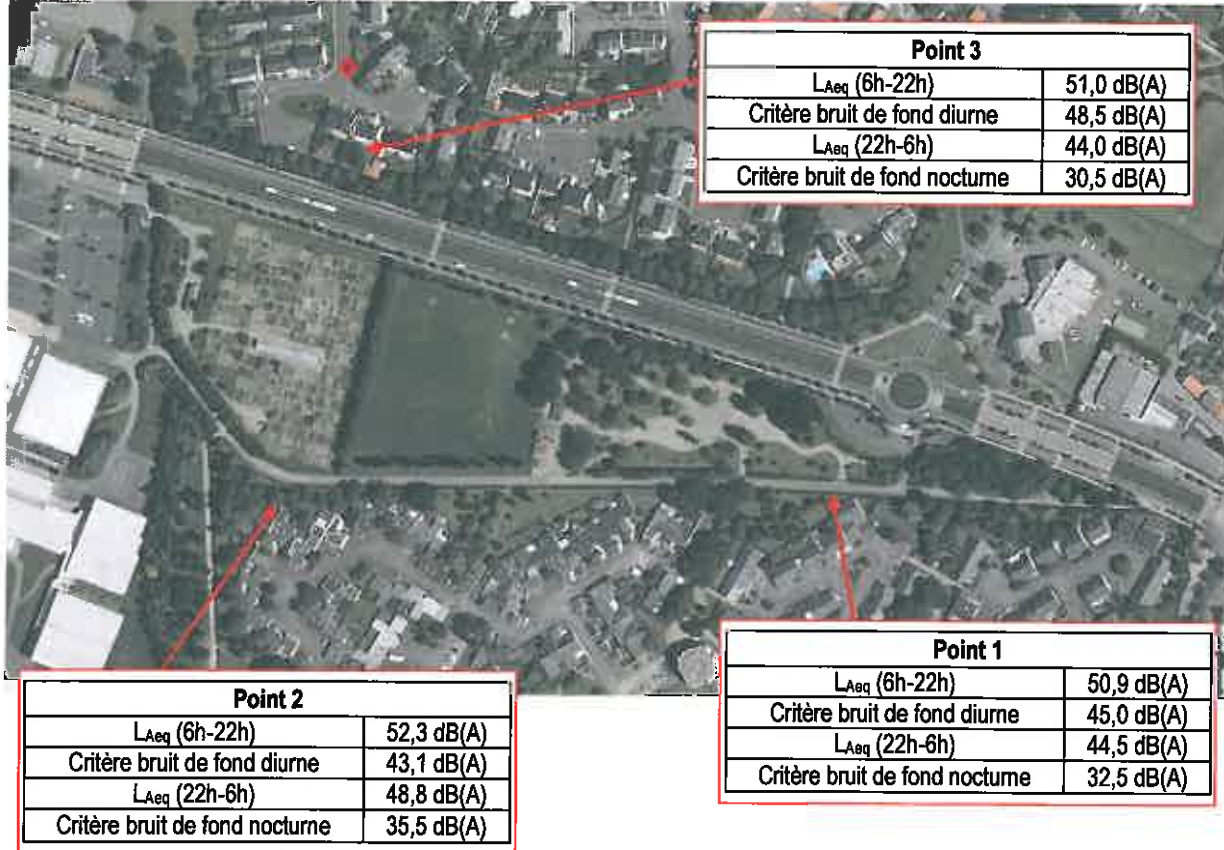 Point 3
LAeq (6h-22h) 51,0 dB(A)
Critère bruit de fond diurne 48,5 dB(A)
LAeq (22h-6h) 44,0 dB(A)
Critère bruit de fond nocturne 30,5 dB(A)
Point 2
LAeq (6h-22h) 52,3 dB(A)
Critère bruit de fond diurne 43,1 dB(A)
LAeq (22h-6h) 48,8 dB(A)
Critère bruit de fond nocturne 35,5 dB(A)
Point 1
LAeq (6h-22h) 50,9 dB(A)
Critère bruit de fond diurne 45,0 dB(A)
LAeq (22h-6h) 44,5 dB(A)
Critère bruit de fond nocturne 32,5 dB(A)